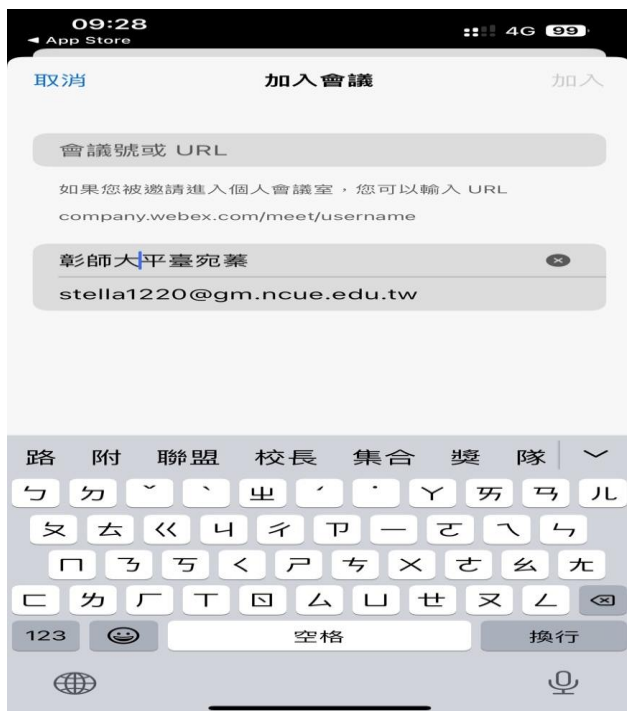 09:28
◀ App Store
4G 99
取消 加入會議 加入
會議號或 URL
如果您被邀請進入個人會議室，您可以輸入 URL
company.webex.com/meet/username
彰師大平臺宛蓁
stella1220@gm.ncue.edu.tw
路 附 聯盟 校長 集合 獎 隊
ㄅ ㄉ ˇ ˋ ㄓ ˊ ˙ ㄚ ㄞ ㄢ ㄦ
ㄆ ㄊ ㄍ ㄐ ㄔ ㄗ ㄧ ㄛ ㄟ ㄣ
ㄇ ㄋ ㄎ ㄑ ㄕ ㄘ ㄨ ㄜ ㄠ ㄤ
ㄈ ㄌ ㄏ ㄒ ㄖ ㄙ ㄩ ㄝ ㄡ ㄥ
123 空格 換行